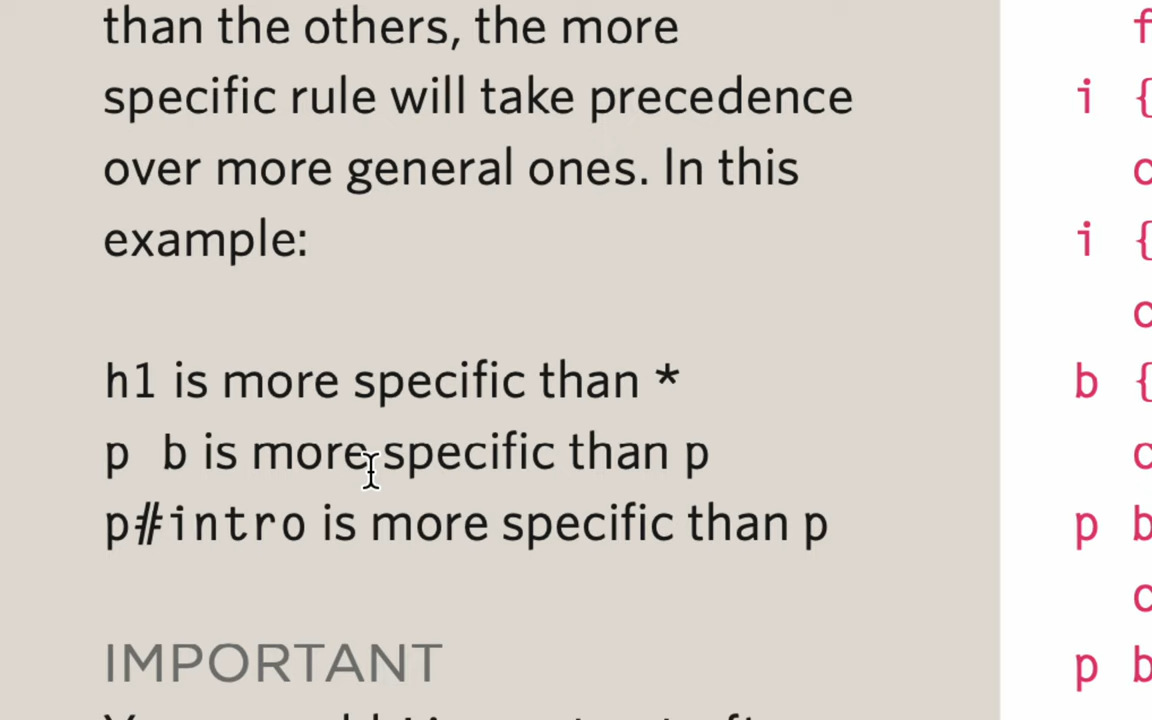 than the others, the more
specific rule will take precedence
over more general ones. In this
example:
h1 is more specific than *
p b is more specific than p
p#intro is more specific than p
IMPORTANT
i {
i {
b {
p b
p b